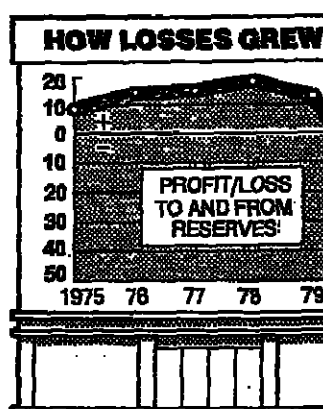 HOW LOSSES GREW
20
10
+
0
–
10
20
30
40
50
PROFIT/LOSS
TO AND FROM
RESERVES
1975 76 77 78 79